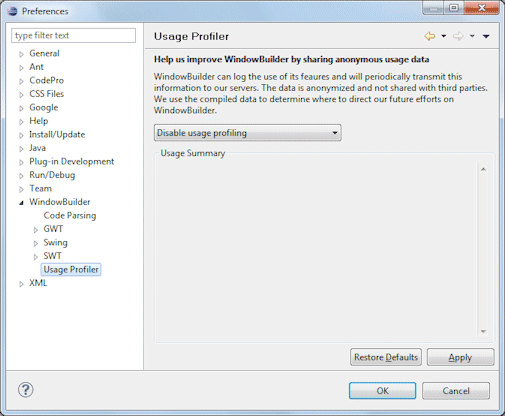 Preferences
type filter text
General
Ant
CodePro
CSS Files
Google
Help
Install/Update
Java
Plug-in Development
Run/Debug
Team
WindowBuilder
Code Parsing
GWT
Swing
SWT
Usage Profiler
XML
Usage Profiler
Help us improve WindowBuilder by sharing anonymous usage data
WindowBuilder can log the use of its feaures and will periodically transmit this
information to our servers. The data is anonymized and not shared with third parties.
We use the compiled data to determine where to direct our future efforts on
WindowBuilder.
Disable usage profiling
Usage Summary
Restore Defaults
Apply
?
OK
Cancel